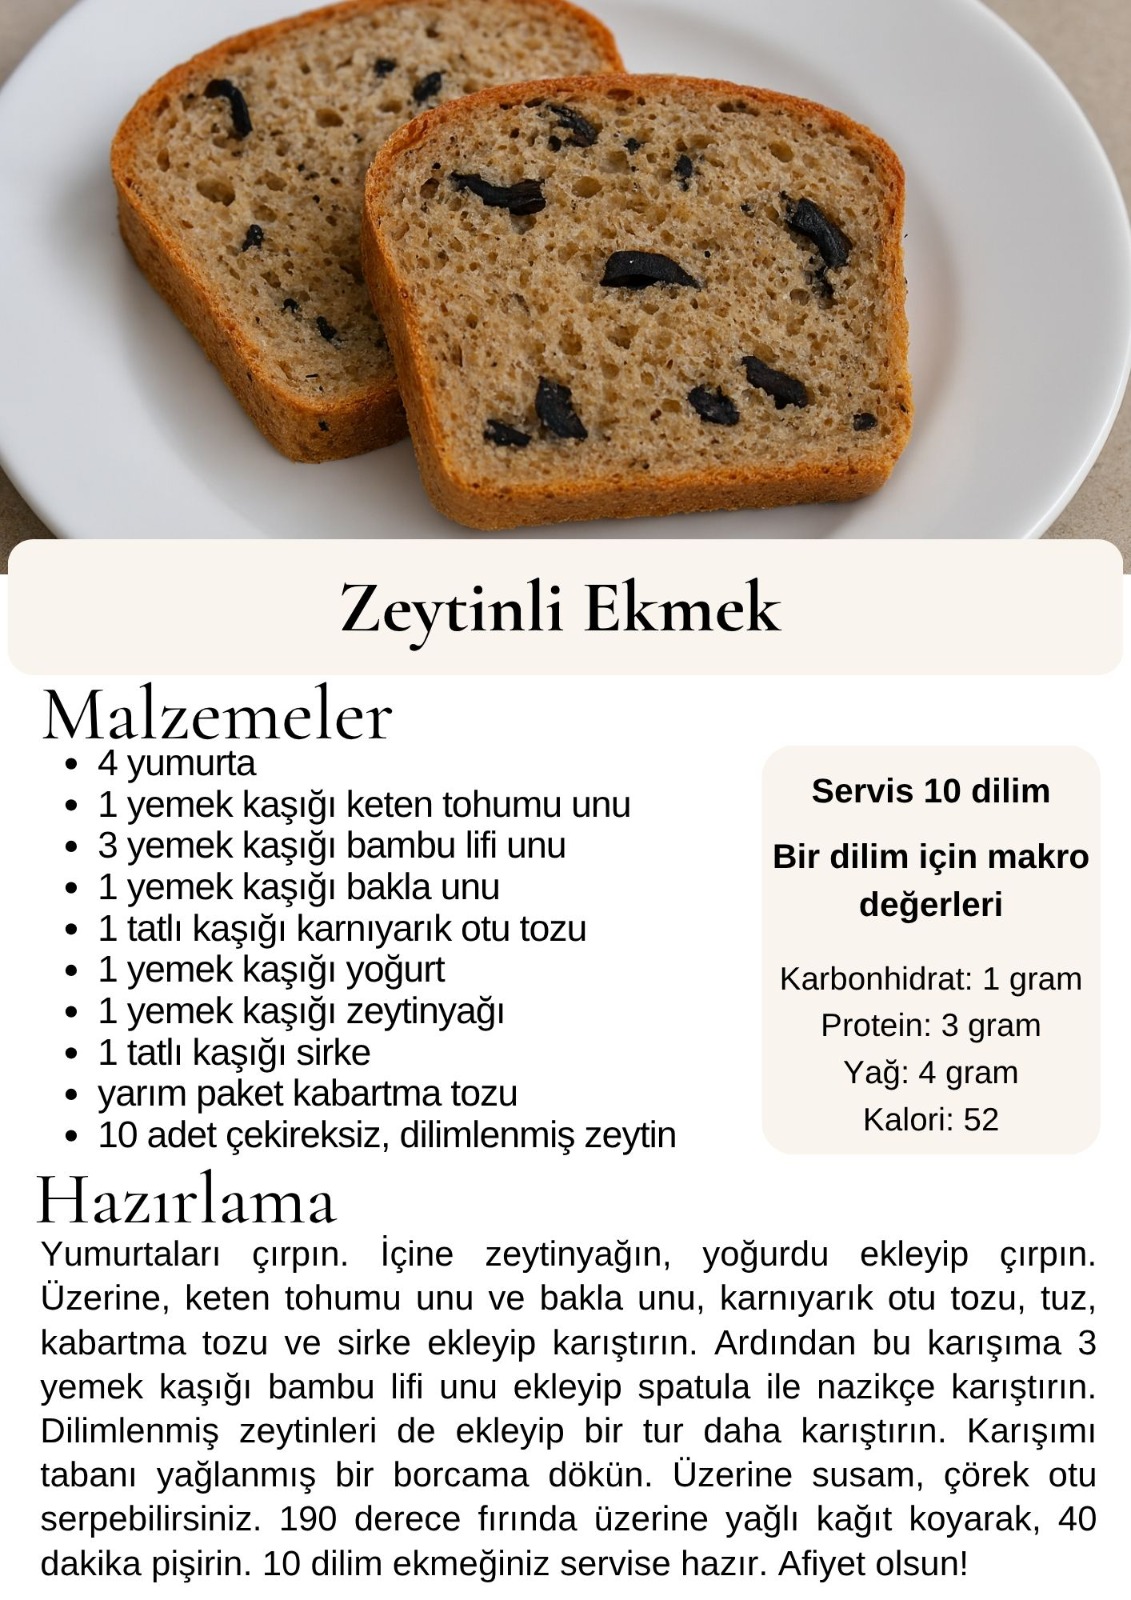 Zeytinli Ekmek
Malzemeler
• 4 yumurta
• 1 yemek kaşığı keten tohumu unu
• 3 yemek kaşığı bambu lifi unu
• 1 yemek kaşığı bakla unu
• 1 tatlı kaşığı karnıyarık otu tozu
• 1 yemek kaşığı yoğurt
• 1 yemek kaşığı zeytinyağı
• 1 tatlı kaşığı sirke
• yarım paket kabartma tozu
• 10 adet çekireksiz, dilimlenmiş zeytin
Servis 10 dilim
Bir dilim için makro
değerleri
Karbonhidrat: 1 gram
Protein: 3 gram
Yağ: 4 gram
Kalori: 52
Hazırlama
Yumurtaları çırpın. İçine zeytinyağın, yoğurdu ekleyip çırpın.
Üzerine, keten tohumu unu ve bakla unu, karnıyarık otu tozu, tuz,
kabartma tozu ve sirke ekleyip karıştırın. Ardından bu karışıma 3
yemek kaşığı bambu lifi unu ekleyip spatula ile nazikçe karıştırın.
Dilimlenmiş zeytinleri de ekleyip bir tur daha karıştırın. Karışımı
tabanı yağlanmış bir borcama dökün. Üzerine susam, çörek otu
serpebilirsiniz. 190 derece fırında üzerine yağlı kağıt koyarak, 40
dakika pişirin. 10 dilim ekmeğiniz servise hazır. Afiyet olsun!